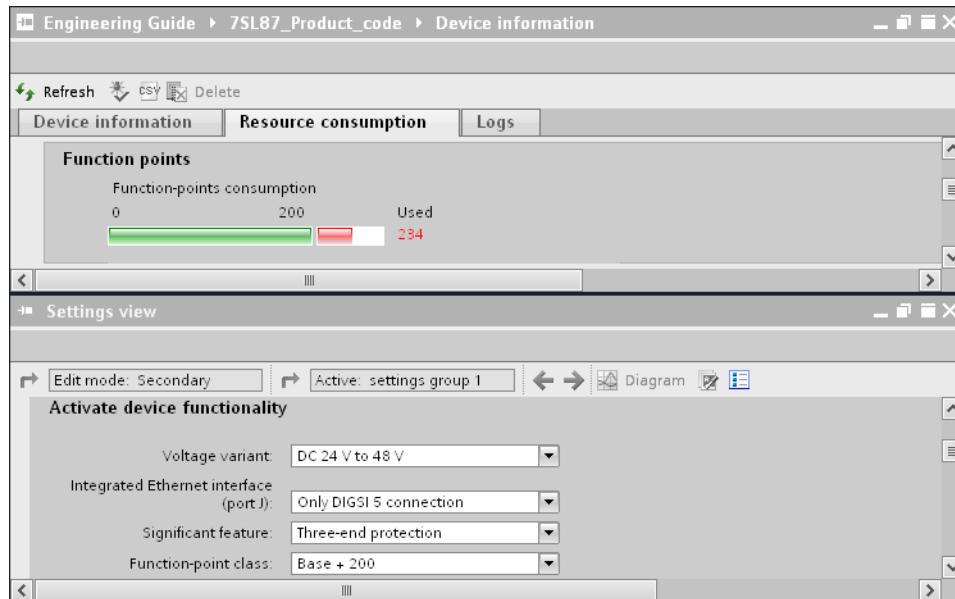 Engineering Guide ▸ 7SL87_Product_code ▸ Device information
Refresh CSV Delete
Device information Resource consumption Logs
Function points
Function-points consumption
0 200 Used
234
Settings view
Edit mode: Secondary Active: settings group 1 Diagram
Activate device functionality
Voltage variant: DC 24 V to 48 V
Integrated Ethernet interface
(port J): Only DIGSI 5 connection
Significant feature: Three-end protection
Function-point class: Base + 200